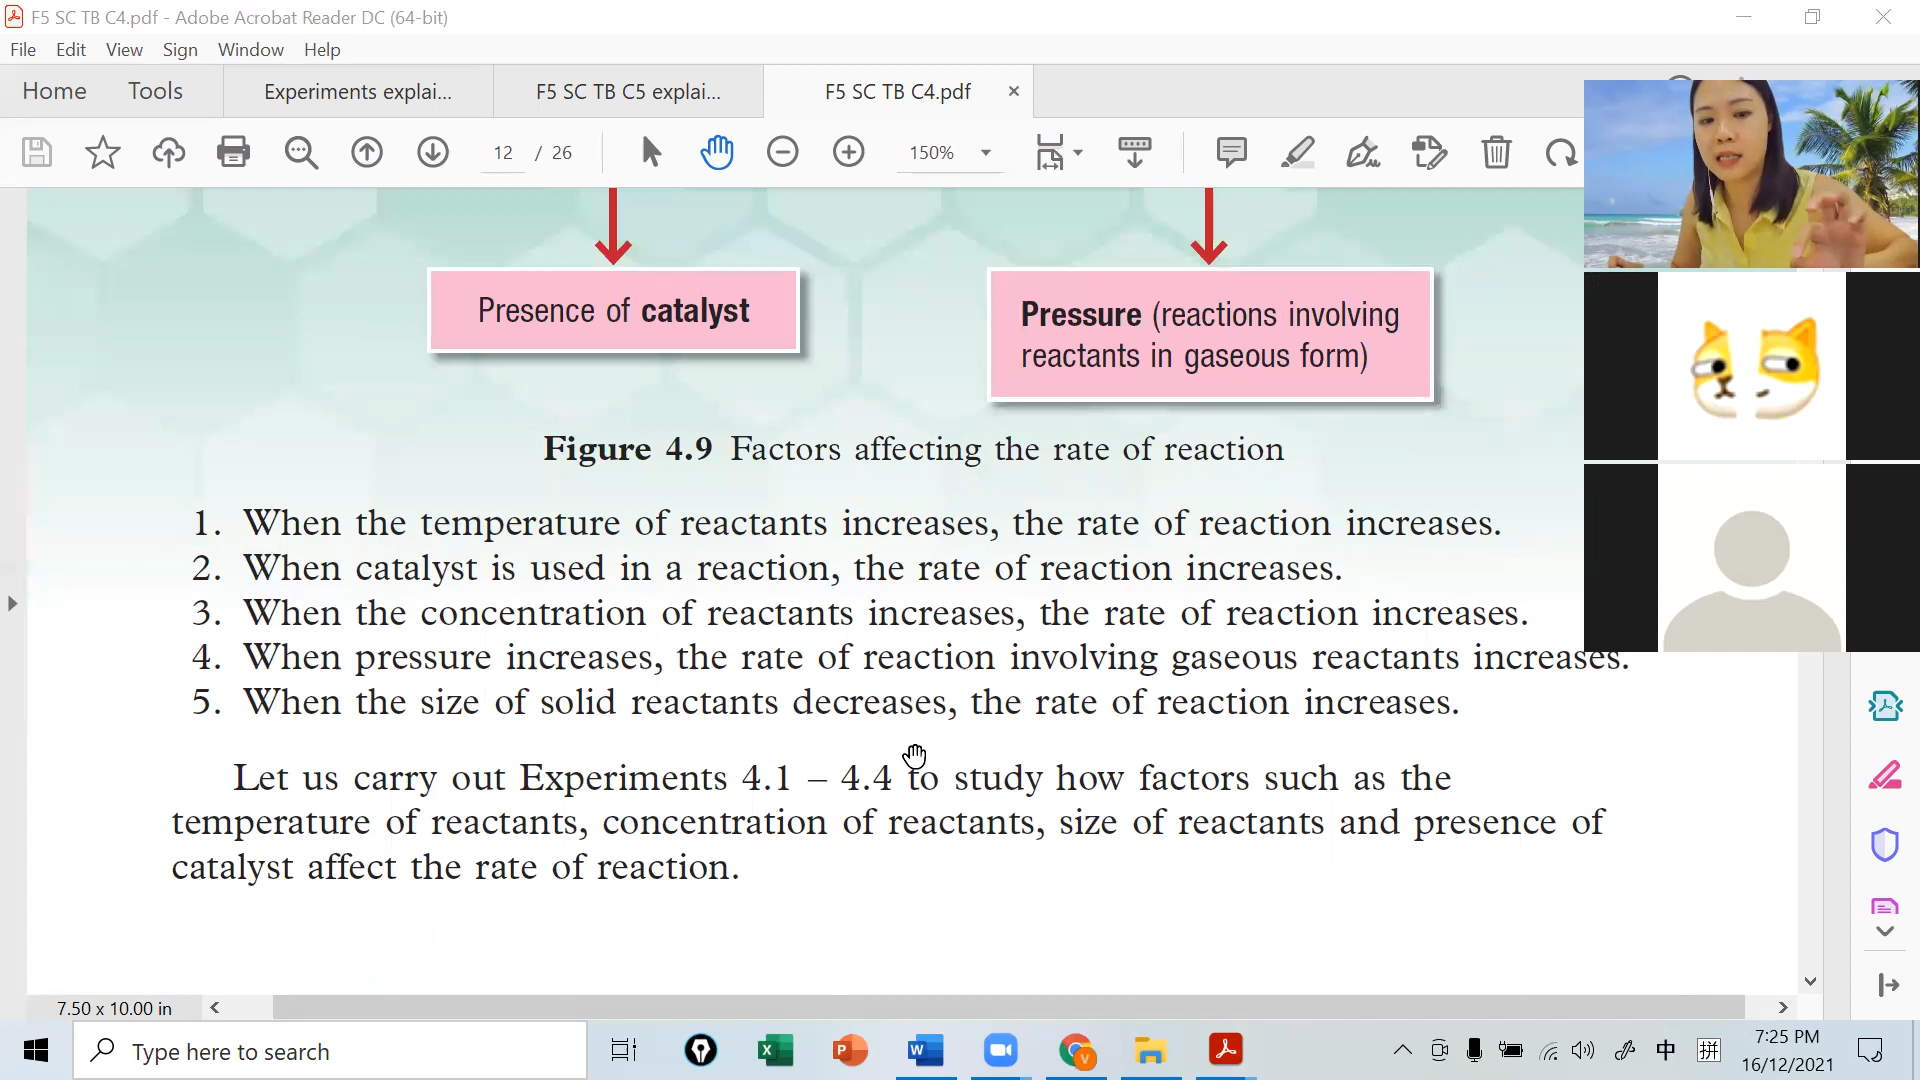 F5 SC TB C4.pdf - Adobe Acrobat Reader DC (64-bit)
File Edit View Sign Window Help
Home Tools Experiments explai... F5 SC TB C5 explai... F5 SC TB C4.pdf ×
12 / 26 150%
Presence of catalyst
Pressure (reactions involving
reactants in gaseous form)
Figure 4.9 Factors affecting the rate of reaction
1. When the temperature of reactants increases, the rate of reaction increases.
2. When catalyst is used in a reaction, the rate of reaction increases.
3. When the concentration of reactants increases, the rate of reaction increases.
4. When pressure increases, the rate of reaction involving gaseous reactants increases.
5. When the size of solid reactants decreases, the rate of reaction increases.
Let us carry out Experiments 4.1 – 4.4 to study how factors such as the
temperature of reactants, concentration of reactants, size of reactants and presence of
catalyst affect the rate of reaction.
7.50 x 10.00 in
Type here to search
中 拼 7:25 PM
16/12/2021